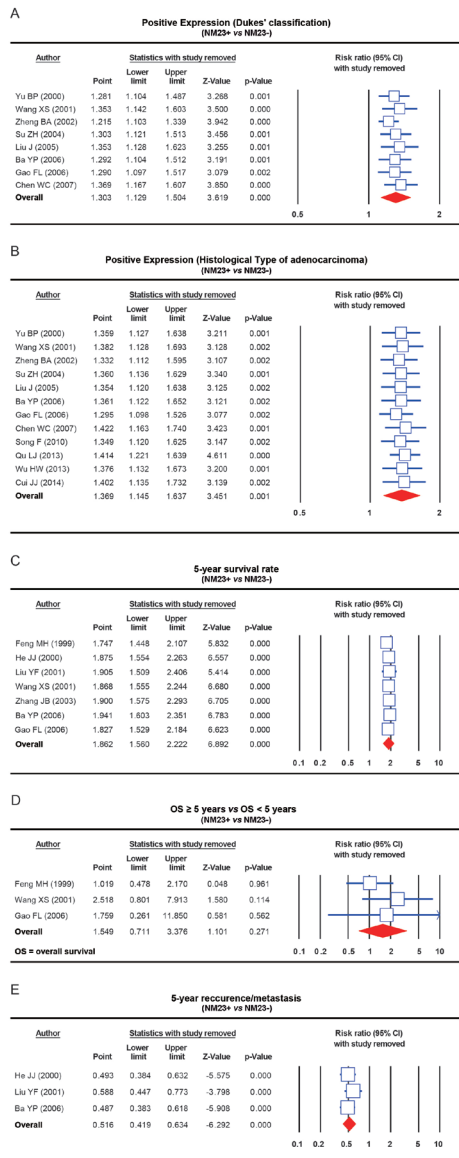 A
Positive Expression (Dukes' classification)
(NM23+ vs NM23-)
Author Statistics with study removed Risk ratio (95% CI)
with study removed
Point Lower limit Upper limit Z-Value p-Value
Yu BP (2000) 1.281 1.104 1.487 3.268 0.001
Wang XS (2001) 1.353 1.142 1.603 3.500 0.000
Zheng BA (2002) 1.215 1.103 1.339 3.942 0.000
Su ZH (2004) 1.303 1.121 1.513 3.456 0.001
Liu J (2005) 1.353 1.128 1.623 3.255 0.001
Ba YP (2006) 1.292 1.104 1.512 3.191 0.001
Gao FL (2006) 1.290 1.097 1.517 3.079 0.002
Chen WC (2007) 1.369 1.167 1.607 3.850 0.000
Overall 1.303 1.129 1.504 3.619 0.000
0.5 1 2
B
Positive Expression (Histological Type of adenocarcinoma)
(NM23+ vs NM23-)
Author Statistics with study removed Risk ratio (95% CI)
with study removed
Point Lower limit Upper limit Z-Value p-Value
Yu BP (2000) 1.359 1.127 1.638 3.211 0.001
Wang XS (2001) 1.382 1.128 1.693 3.128 0.002
Zheng BA (2002) 1.332 1.112 1.595 3.107 0.002
Su ZH (2004) 1.360 1.136 1.629 3.340 0.001
Liu J (2005) 1.354 1.120 1.638 3.125 0.002
Ba YP (2006) 1.361 1.122 1.652 3.121 0.002
Gao FL (2006) 1.295 1.098 1.526 3.077 0.002
Chen WC (2007) 1.422 1.163 1.740 3.423 0.001
Song F (2010) 1.349 1.120 1.625 3.147 0.002
Qu LJ (2013) 1.414 1.221 1.639 4.611 0.000
Wu HW (2013) 1.376 1.132 1.673 3.200 0.001
Cui JJ (2014) 1.402 1.135 1.732 3.139 0.002
Overall 1.369 1.145 1.637 3.451 0.001
0.5 1 2
C
5-year survival rate
(NM23+ vs NM23-)
Author Statistics with study removed Risk ratio (95% CI)
with study removed
Point Lower limit Upper limit Z-Value p-Value
Feng MH (1999) 1.747 1.448 2.107 5.832 0.000
He JJ (2000) 1.875 1.554 2.263 6.557 0.000
Liu YF (2001) 1.905 1.509 2.406 5.414 0.000
Wang XS (2001) 1.868 1.555 2.244 6.680 0.000
Zhang JB (2003) 1.900 1.575 2.293 6.705 0.000
Ba YP (2006) 1.941 1.603 2.351 6.783 0.000
Gao FL (2006) 1.827 1.529 2.184 6.623 0.000
Overall 1.862 1.560 2.222 6.892 0.000
0.1 0.2 0.5 1 2 5 10
D
OS ≥ 5 years vs OS < 5 years
(NM23+ vs NM23-)
Author Statistics with study removed Risk ratio (95% CI)
with study removed
Point Lower limit Upper limit Z-Value p-Value
Feng MH (1999) 1.019 0.478 2.170 0.048 0.961
Wang XS (2001) 2.518 0.801 7.913 1.580 0.114
Gao FL (2006) 1.759 0.261 11.850 0.581 0.562
Overall 1.549 0.711 3.376 1.101 0.271
OS = overall survival
0.1 0.2 0.5 1 2 5 10
E
5-year reccurence/metastasis
(NM23+ vs NM23-)
Author Statistics with study removed Risk ratio (95% CI)
with study removed
Point Lower limit Upper limit Z-Value p-Value
He JJ (2000) 0.493 0.384 0.632 -5.575 0.000
Liu YF (2001) 0.588 0.447 0.773 -3.798 0.000
Ba YP (2006) 0.487 0.383 0.618 -5.908 0.000
Overall 0.516 0.419 0.634 -6.292 0.000
0.1 0.2 0.5 1 2 5 10